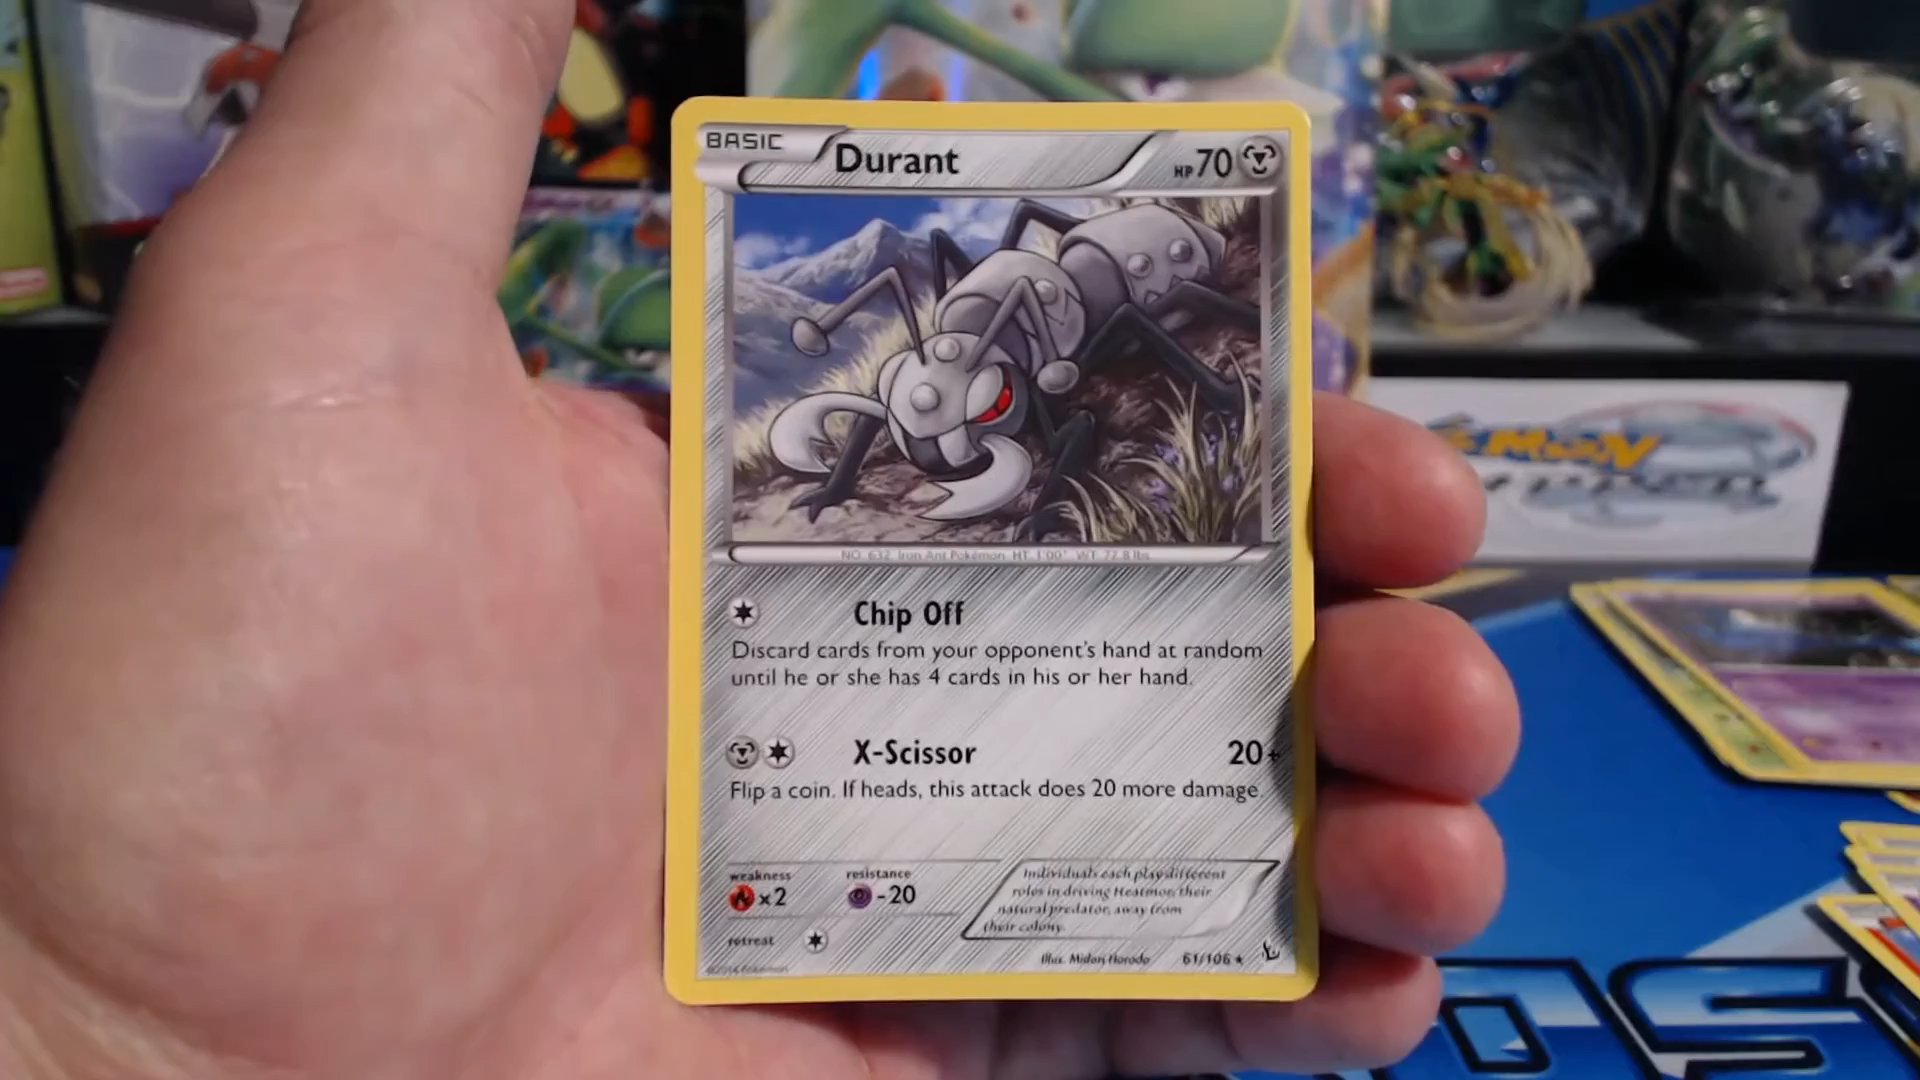 BASIC
Durant
HP70
NO. 632 Iron Ant Pokémon HT: 1'00" WT: 72.8 lbs
Chip Off
Discard cards from your opponent's hand at random
until he or she has 4 cards in his or her hand.
X-Scissor 20+
Flip a coin. If heads, this attack does 20 more damage.
weakness resistance
×2 -20
retreat
Individuals each play different
roles in driving Heatmor, their
natural predator, away from
their colony.
Illus. Midori Harada 61/106 ★
©2014 Pokémon